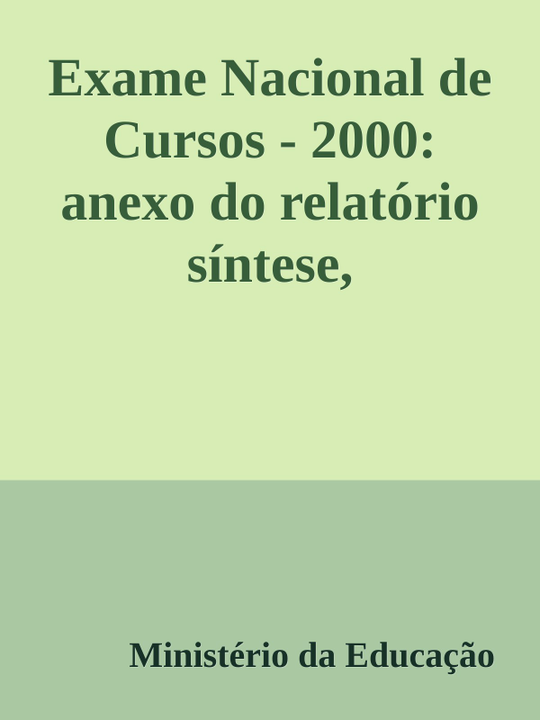 Exame Nacional de
Cursos - 2000:
anexo do relatório
síntese,
Ministério da Educação